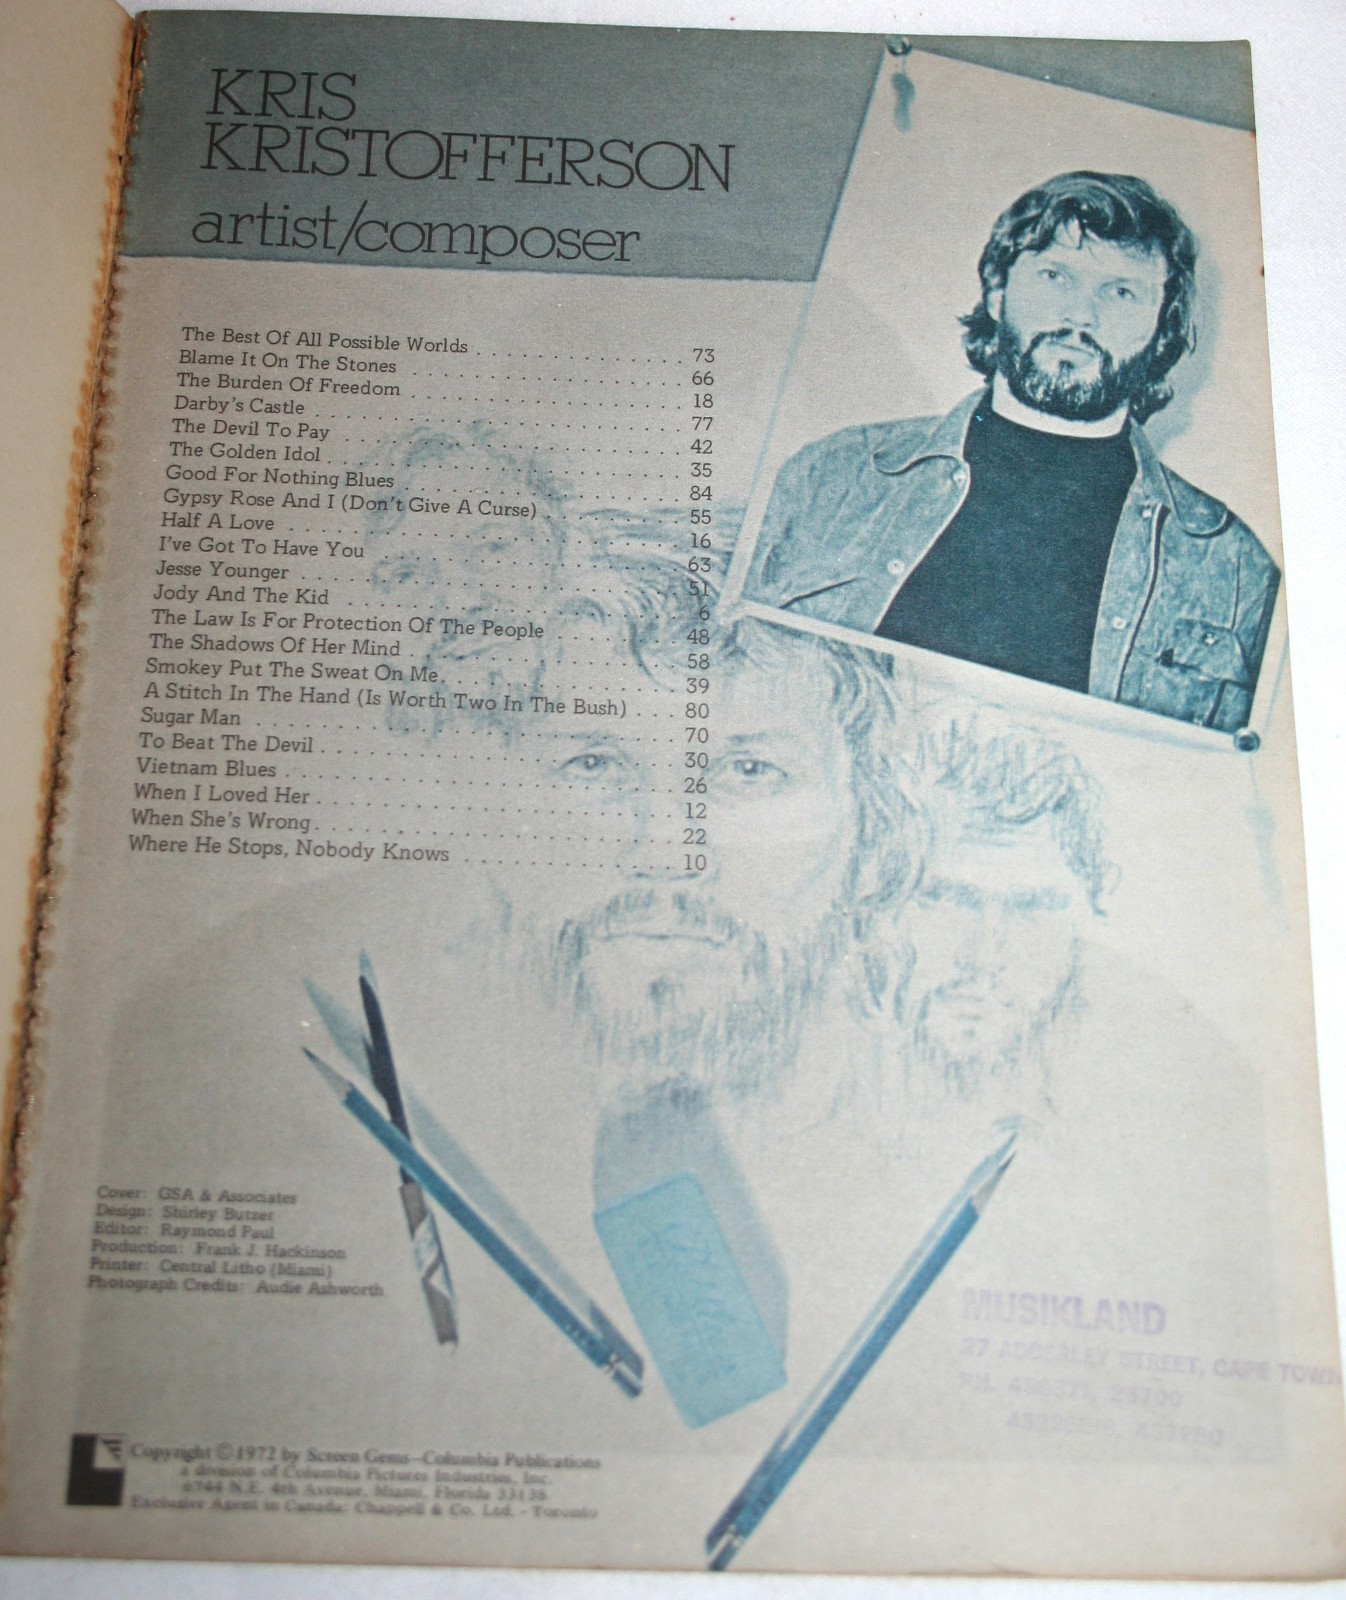 KRIS
KRISTOFFERSON
artist/composer
The Best Of All Possible Worlds . . . . . . . . . . . . . . 73
Blame It On The Stones . . . . . . . . . . . . . . . . . . 66
The Burden Of Freedom . . . . . . . . . . . . . . . . . . 18
Darby's Castle . . . . . . . . . . . . . . . . . . . . . . . . 77
The Devil To Pay . . . . . . . . . . . . . . . . . . . . . . 42
The Golden Idol . . . . . . . . . . . . . . . . . . . . . . . 35
Good For Nothing Blues . . . . . . . . . . . . . . . . . . 84
Gypsy Rose And I (Don't Give A Curse) . . . . . . . . . 55
Half A Love . . . . . . . . . . . . . . . . . . . . . . . . . 16
I've Got To Have You . . . . . . . . . . . . . . . . . . . 63
Jesse Younger . . . . . . . . . . . . . . . . . . . . . . . . 51
Jody And The Kid . . . . . . . . . . . . . . . . . . . . . . 6
The Law Is For Protection Of The People . . . . . . . . 48
The Shadows Of Her Mind . . . . . . . . . . . . . . . . . 58
Smokey Put The Sweat On Me. . . . . . . . . . . . . . . 39
A Stitch In The Hand (Is Worth Two In The Bush) . . . 80
Sugar Man . . . . . . . . . . . . . . . . . . . . . . . . . . 70
To Beat The Devil . . . . . . . . . . . . . . . . . . . . . . 30
Vietnam Blues . . . . . . . . . . . . . . . . . . . . . . . . 26
When I Loved Her . . . . . . . . . . . . . . . . . . . . . . 12
When She's Wrong. . . . . . . . . . . . . . . . . . . . . . 22
Where He Stops, Nobody Knows . . . . . . . . . . . . . 10
Cover: GSA & Associates
Design: Shirley Butzer
Editor: Raymond Paul
Production: Frank J. Hackinson
Printer: Central Litho (Miami)
Photograph Credits: Audie Ashworth
MUSIKLAND
27 ADDERLEY STREET, CAPE TOWN
PH.
Copyright © 1972 by Screen Gems—Columbia Publications
a division of Columbia Pictures Industries, Inc.
6744 N.E. 4th Avenue, Miami, Florida 33138
Exclusive Agent in Canada: Chappell & Co. Ltd. - Toronto